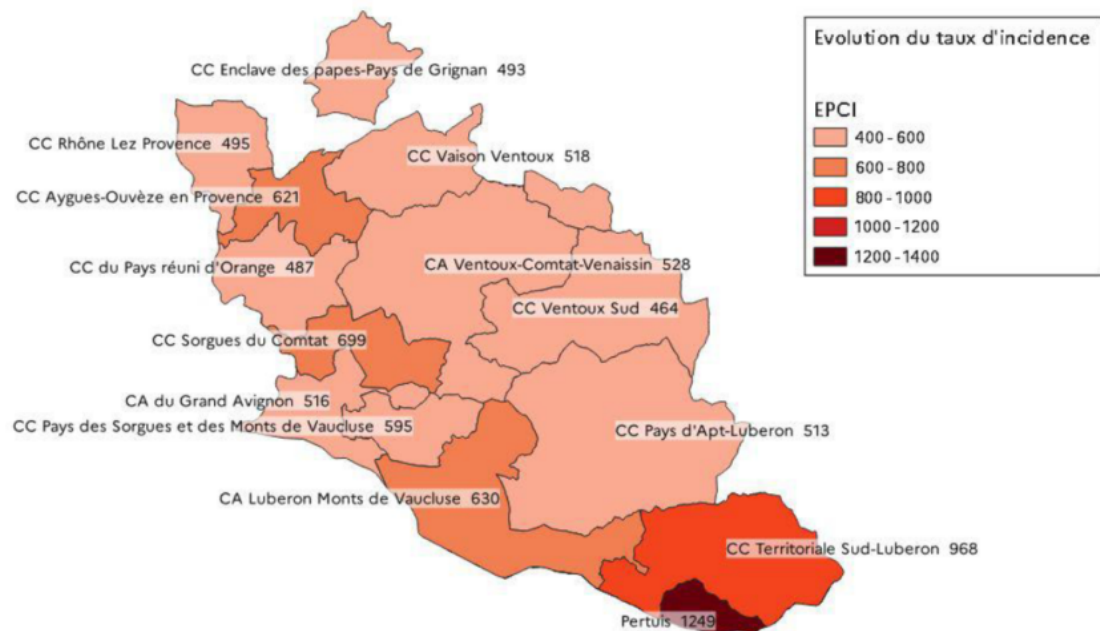 Evolution du taux d'incidence
EPCI
400 - 600
600 - 800
800 - 1000
1000 - 1200
1200 - 1400
CC Enclave des papes-Pays de Grignan 493
CC Rhône Lez Provence 495
CC Vaison Ventoux 518
CC Aygues-Ouvèze en Provence 621
CC du Pays réuni d'Orange 487
CA Ventoux-Comtat-Venaissin 528
CC Ventoux Sud 464
CC Sorgues du Comtat 699
CA du Grand Avignon 516
CC Pays des Sorgues et des Monts de Vaucluse 595
CC Pays d'Apt-Luberon 513
CA Luberon Monts de Vaucluse 630
CC Territoriale Sud-Luberon 968
Pertuis 1249